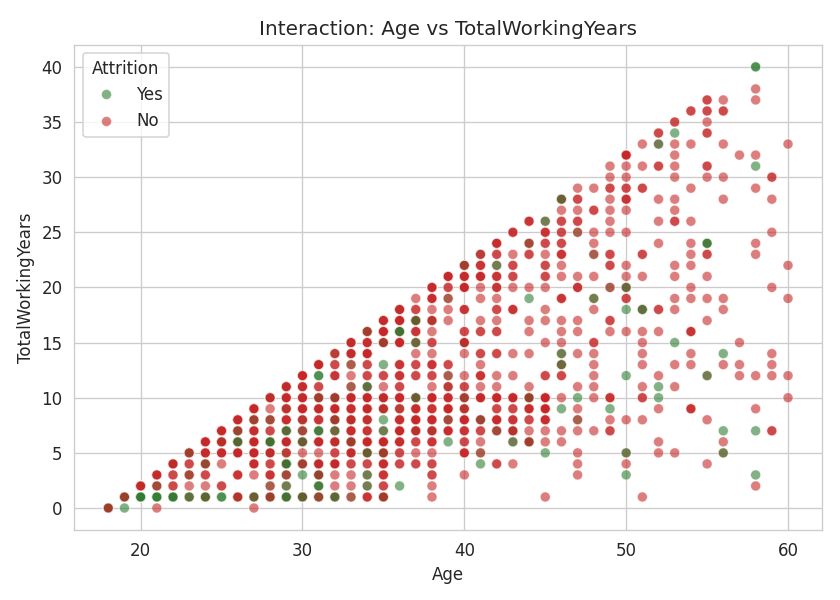 Interaction: Age vs TotalWorkingYears
Attrition
Yes
No
TotalWorkingYears
40
35
30
25
20
15
10
5
0
20 30 40 50 60
Age